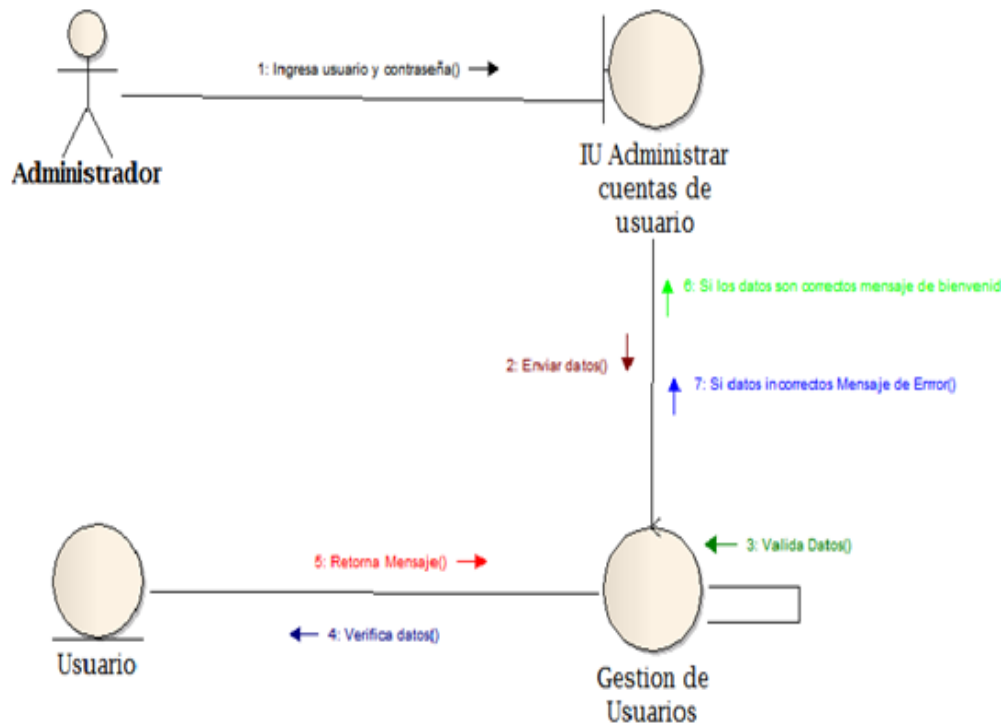 1: Ingresa usuario y contraseña()
Administrador
IU Administrar
cuentas de
usuario
6: Si los datos son correctos mensaje de bienvenid
2: Enviar datos()
7: Si datos incorrectos Mensaje de Errror()
3: Valida Datos()
5: Retorna Mensaje()
4: Verifica datos()
Usuario
Gestion de
Usuarios